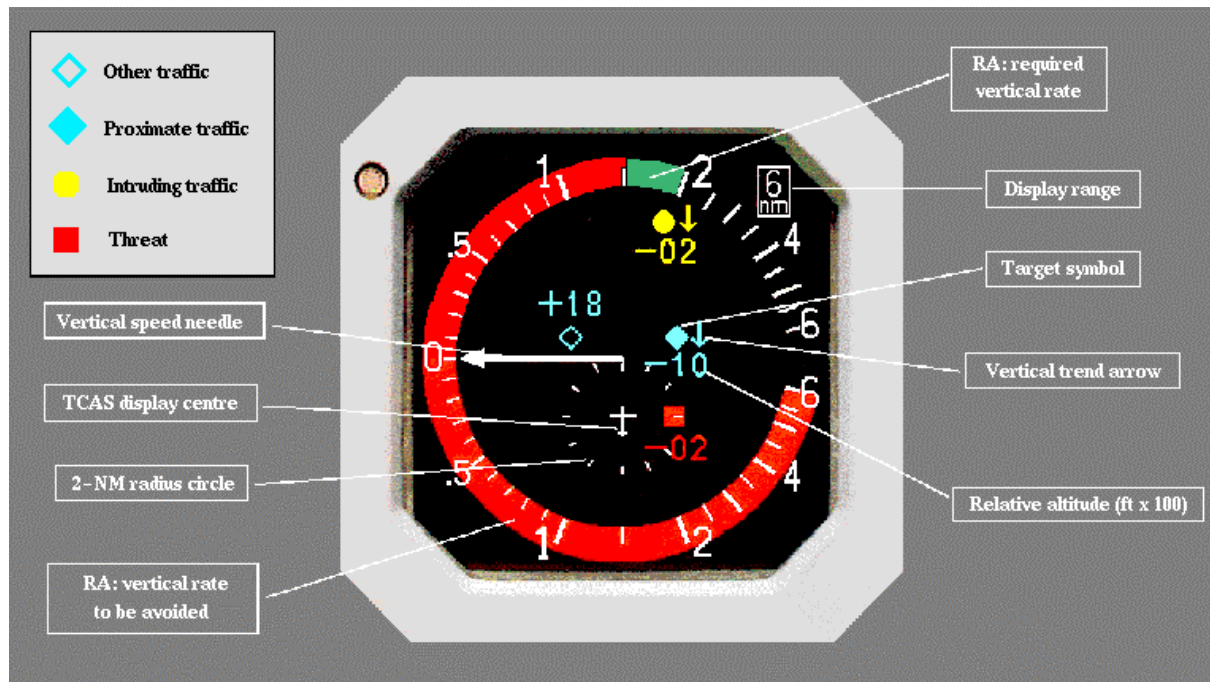 Other traffic
Proximate traffic
Intruding traffic
Threat
RA: required
vertical rate
Display range
Target symbol
Vertical trend arrow
Relative altitude (ft x 100)
Vertical speed needle
TCAS display centre
2-NM radius circle
RA: vertical rate
to be avoided
1
2
6
nm
.5
4
-02
+18
6
0
-10
6
-02
.5
4
1
2